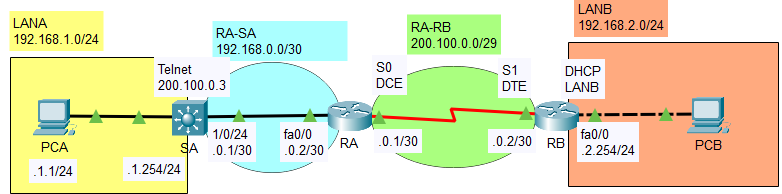 LANA
192.168.1.0/24
RA-SA
192.168.0.0/30
RA-RB
200.100.0.0/29
LANB
192.168.2.0/24
Telnet
200.100.0.3
S0
DCE
S1
DTE
DHCP
LANB
PCA
.1.1/24
SA
.1.254/24
1/0/24
.0.1/30
fa0/0
.0.2/30
RA
.0.1/30
.0.2/30
RB
fa0/0
2.254/24
PCB